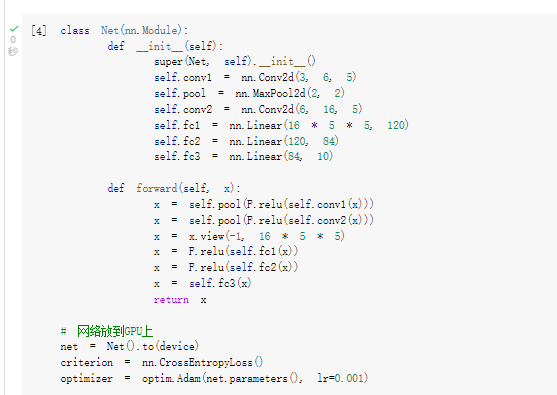 [4] class Net(nn.Module):
def __init__(self):
super(Net, self).__init__()
self.conv1 = nn.Conv2d(3, 6, 5)
self.pool = nn.MaxPool2d(2, 2)
self.conv2 = nn.Conv2d(6, 16, 5)
self.fc1 = nn.Linear(16 * 5 * 5, 120)
self.fc2 = nn.Linear(120, 84)
self.fc3 = nn.Linear(84, 10)
def forward(self, x):
x = self.pool(F.relu(self.conv1(x)))
x = self.pool(F.relu(self.conv2(x)))
x = x.view(-1, 16 * 5 * 5)
x = F.relu(self.fc1(x))
x = F.relu(self.fc2(x))
x = self.fc3(x)
return x
# 网络放到GPU上
net = Net().to(device)
criterion = nn.CrossEntropyLoss()
optimizer = optim.Adam(net.parameters(), lr=0.001)
0
秒